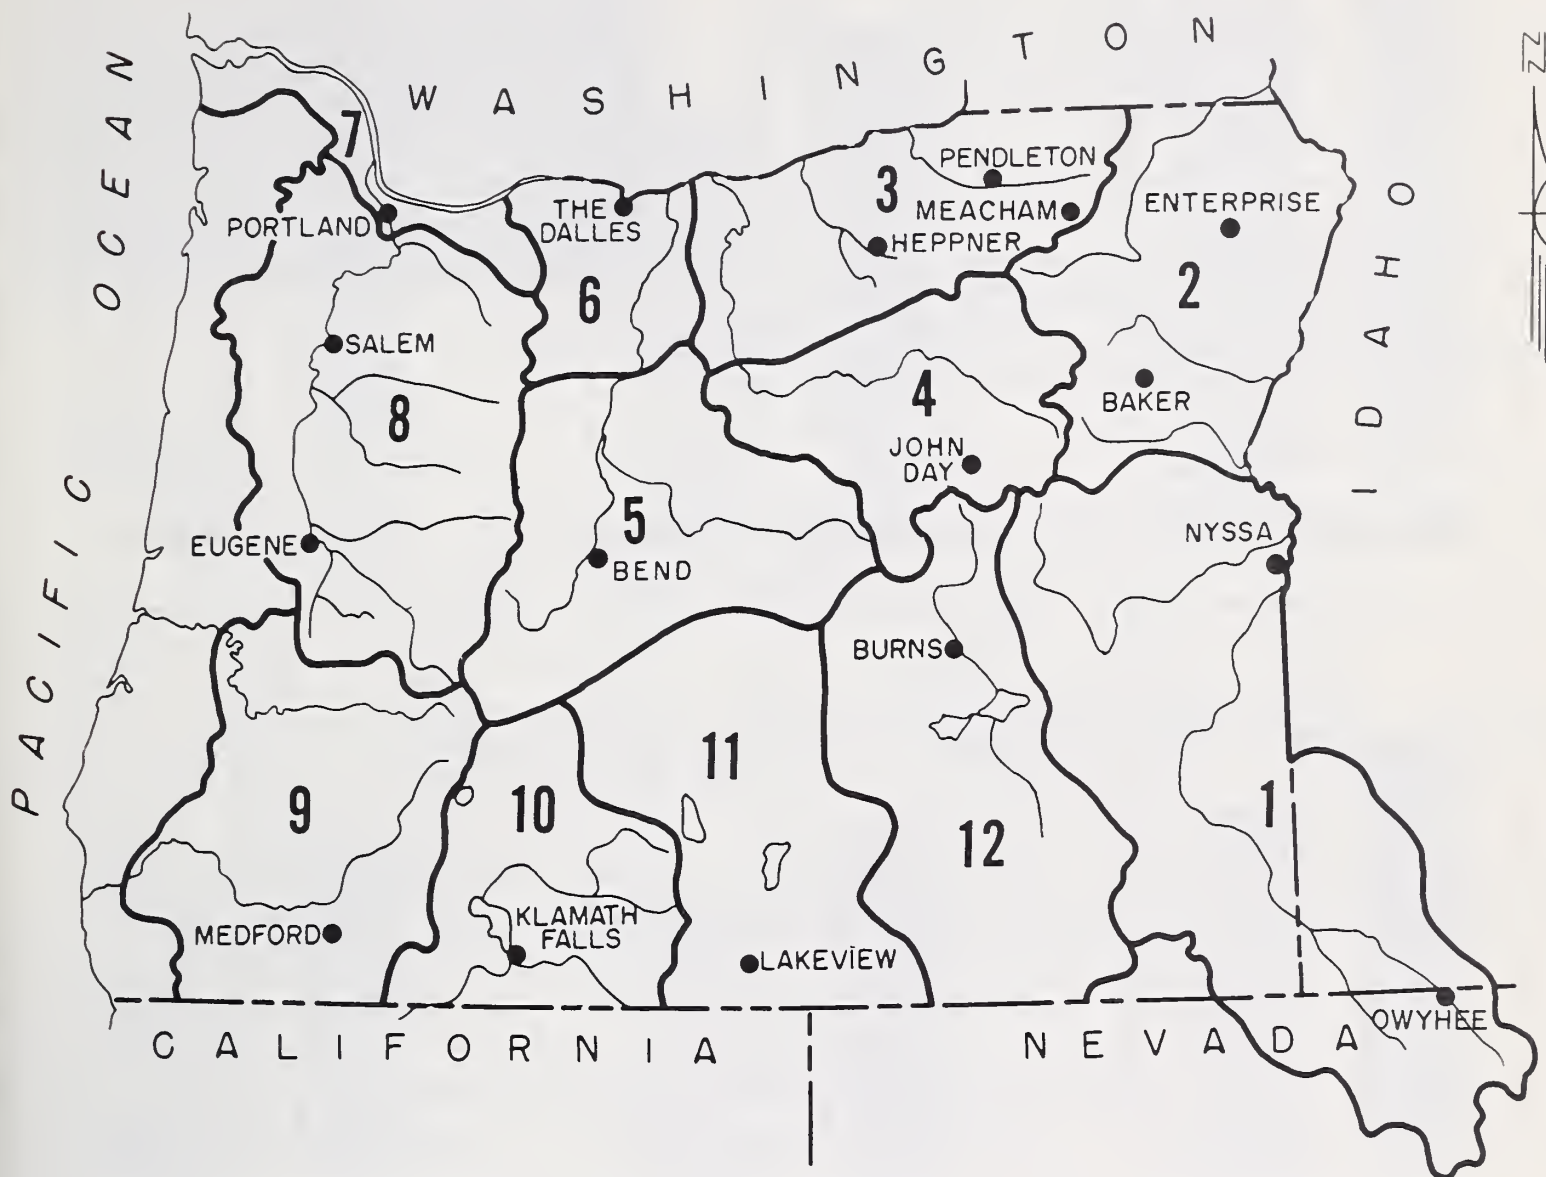 WASHINGTON
PACIFIC OCEAN
IDAHO
7
3
PENDLETON
MEACHAM
HEPPNER
ENTERPRISE
2
PORTLAND
THE
DALLES
6
SALEM
8
4
JOHN
DAY
BAKER
EUGENE
5
BEND
NYSSA
BURNS
9
10
11
12
1
MEDFORD
KLAMATH
FALLS
LAKEVIEW
OWYHEE
CALIFORNIA
NEVADA